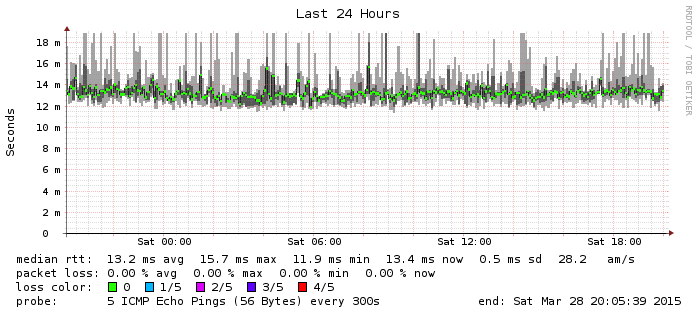 Last 24 Hours
RRDTOOL / TOBI OETIKER
Seconds
18 m
16 m
14 m
12 m
10 m
8 m
6 m
4 m
2 m
0
Sat 00:00 Sat 06:00 Sat 12:00 Sat 18:00
median rtt: 13.2 ms avg 15.7 ms max 11.9 ms min 13.4 ms now 0.5 ms sd 28.2 am/s
packet loss: 0.00 % avg 0.00 % max 0.00 % min 0.00 % now
loss color: 0 1/5 2/5 3/5 4/5
probe: 5 ICMP Echo Pings (56 Bytes) every 300s end: Sat Mar 28 20:05:39 2015